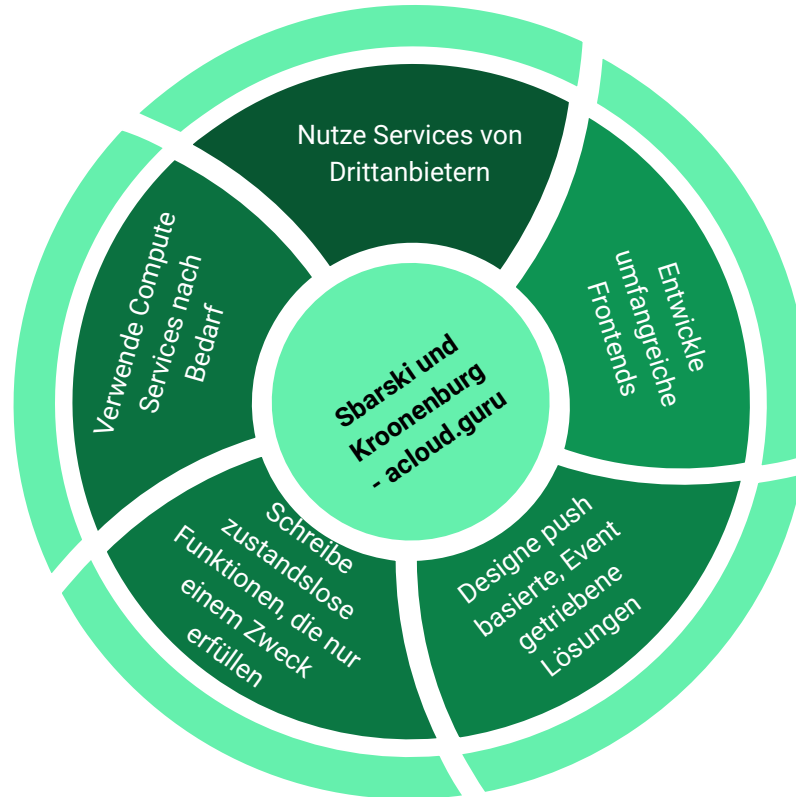 Nutze Services von
Drittanbietern
Entwickle
umfangreiche
Frontends
Designe push
basierte, Event
getriebene
Lösungen
Schreibe
zustandslose
Funktionen, die nur
einem Zweck
erfüllen
Verwende Compute
Services nach
Bedarf
Sbarski und
Kroonenburg
- acloud.guru